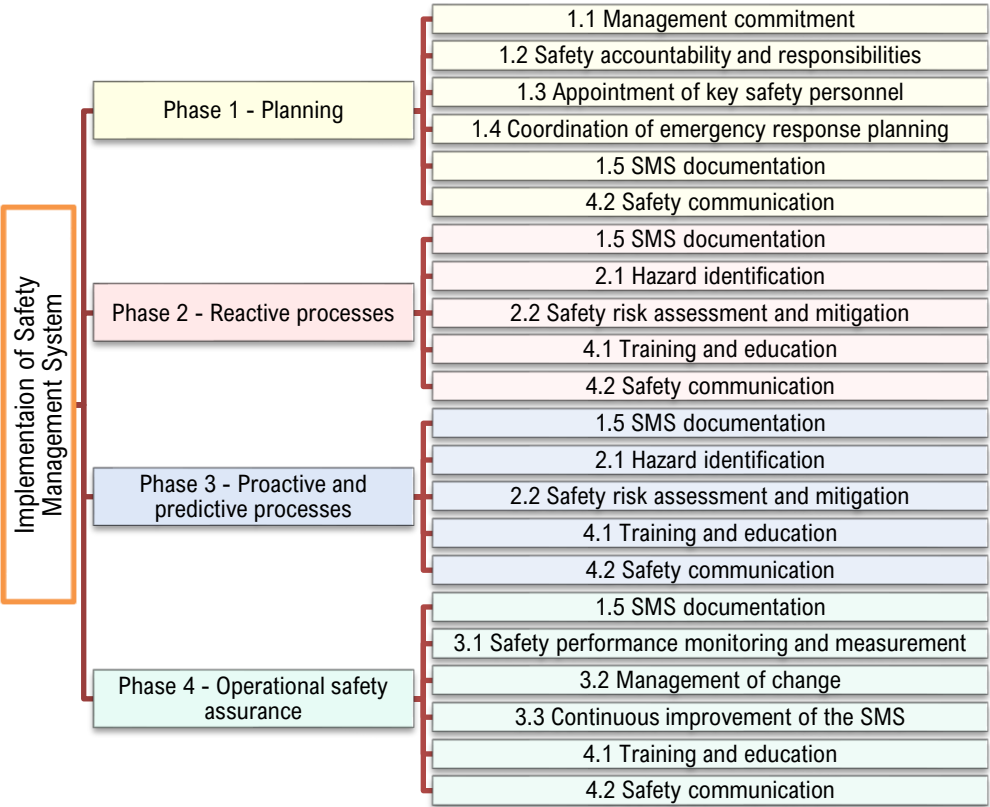 Implementaion of Safety
Management System
Phase 1 - Planning
1.1 Management commitment
1.2 Safety accountability and responsibilities
1.3 Appointment of key safety personnel
1.4 Coordination of emergency response planning
1.5 SMS documentation
4.2 Safety communication
Phase 2 - Reactive processes
1.5 SMS documentation
2.1 Hazard identification
2.2 Safety risk assessment and mitigation
4.1 Training and education
4.2 Safety communication
Phase 3 - Proactive and
predictive processes
1.5 SMS documentation
2.1 Hazard identification
2.2 Safety risk assessment and mitigation
4.1 Training and education
4.2 Safety communication
Phase 4 - Operational safety
assurance
1.5 SMS documentation
3.1 Safety performance monitoring and measurement
3.2 Management of change
3.3 Continuous improvement of the SMS
4.1 Training and education
4.2 Safety communication